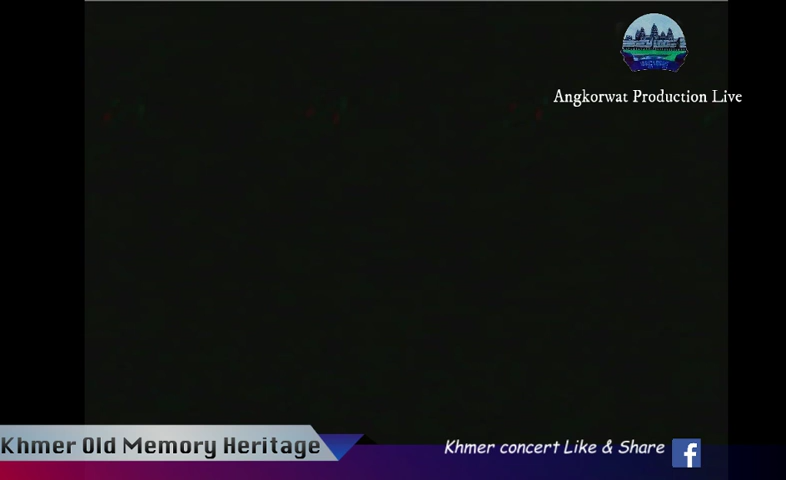 Angkorwat Production Live
Khmer Old Memory Heritage
Khmer concert Like & Share